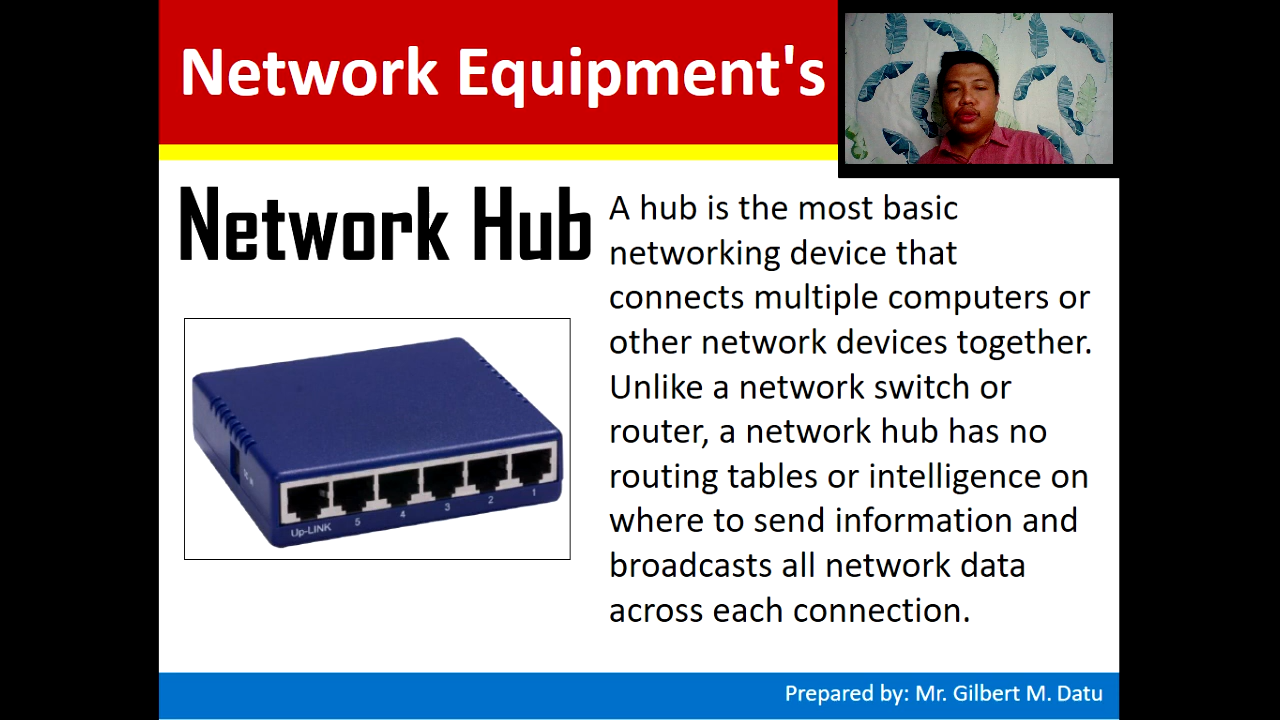 Network Equipment's
Network Hub
A hub is the most basic
networking device that
connects multiple computers or
other network devices together.
Unlike a network switch or
router, a network hub has no
routing tables or intelligence on
where to send information and
broadcasts all network data
across each connection.
Up-LINK 5 4 3 2 1
Prepared by: Mr. Gilbert M. Datu